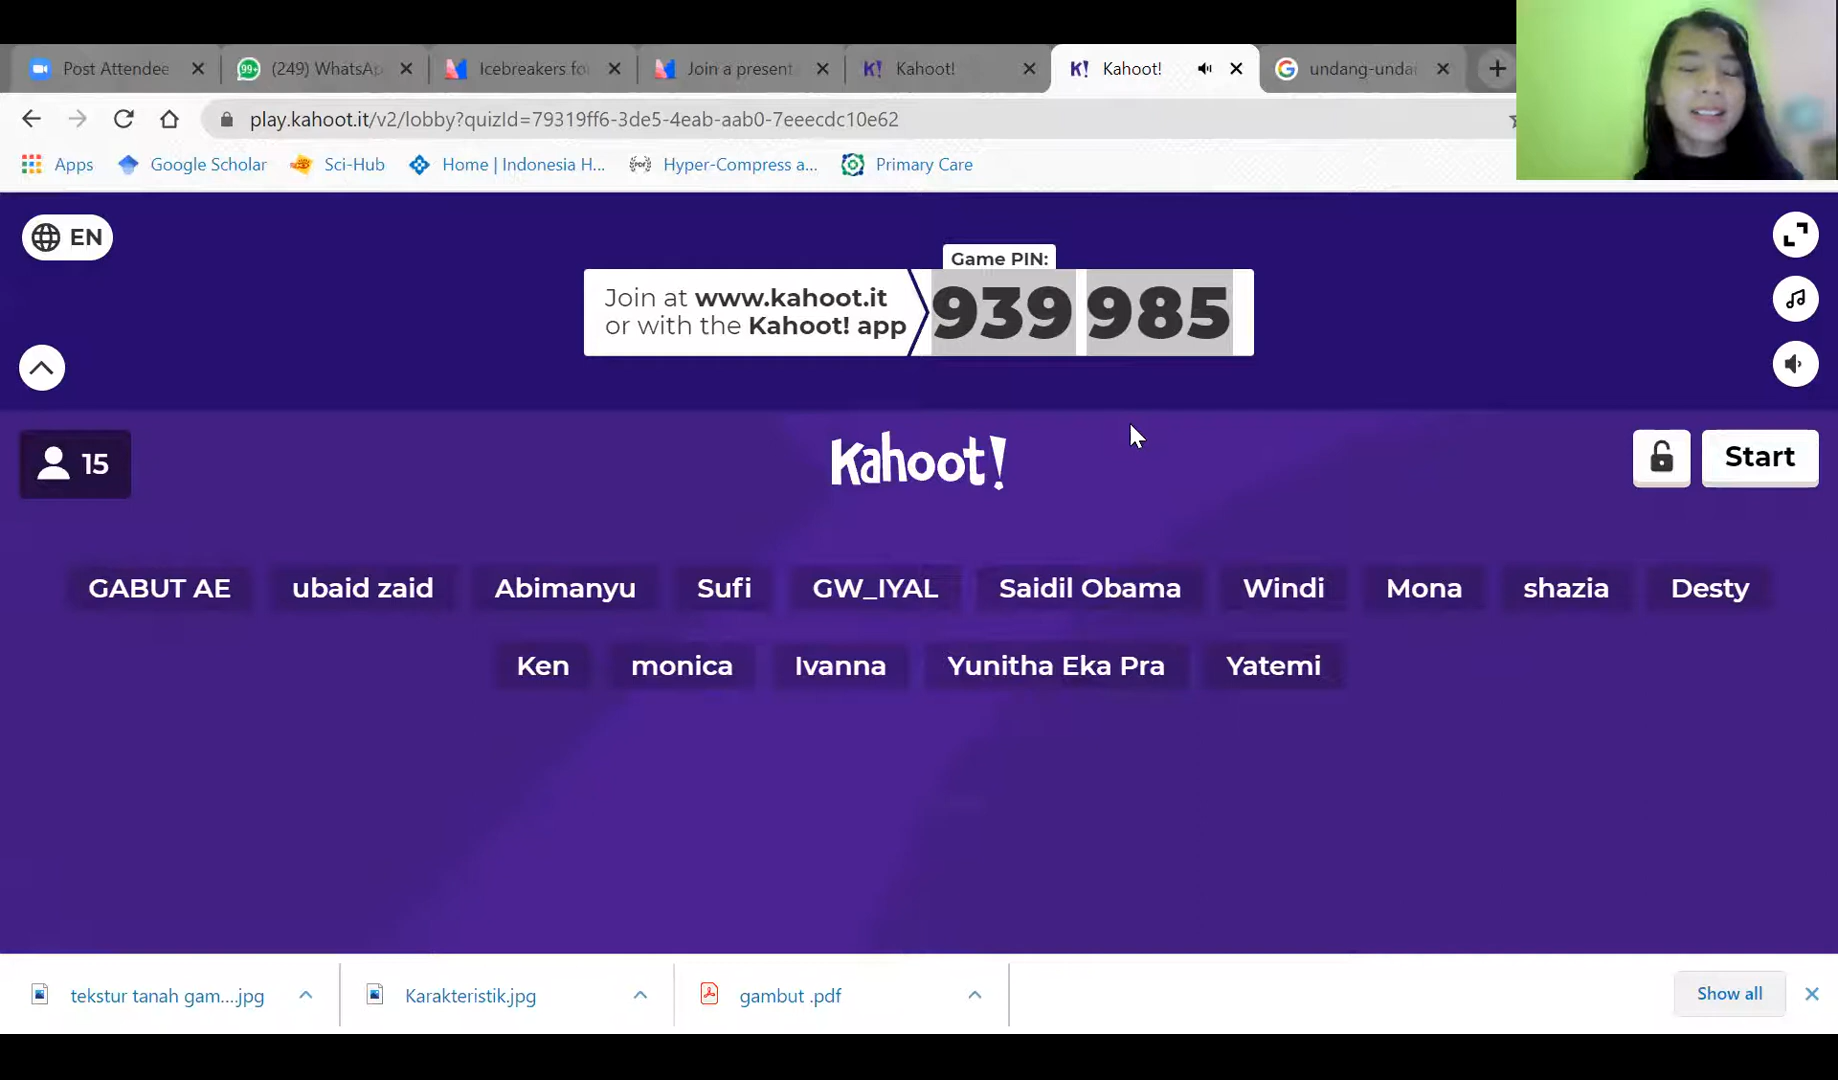 Post Attendee
99+
(249) WhatsAp
Icebreakers fo
Join a present
K! Kahoot!
K! Kahoot!
undang-undan
play.kahoot.it/v2/lobby?quizId=79319ff6-3de5-4eab-aab0-7eeecdc10e62
Apps
Google Scholar
Sci-Hub
Home | Indonesia H...
Hyper-Compress a...
Primary Care
EN
Game PIN:
Join at www.kahoot.it
or with the Kahoot! app
939 985
15
Kahoot!
Start
GABUT AE
ubaid zaid
Abimanyu
Sufi
GW_IYAL
Saidil Obama
Windi
Mona
shazia
Desty
Ken
monica
Ivanna
Yunitha Eka Pra
Yatemi
tekstur tanah gam....jpg
Karakteristik.jpg
gambut .pdf
Show all